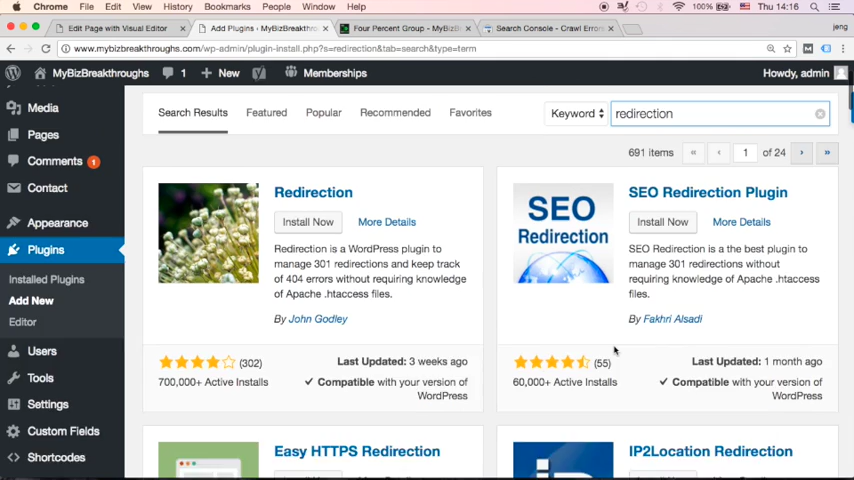 Chrome File Edit View History Bookmarks People Window Help 100% Thu 14:16
Edit Page with Visual Editor × Add Plugins ‹ MyBizBreakthroughs × Four Percent Group - MyBiz × Search Console - Crawl Errors × jeng
www.mybizbreakthroughs.com/wp-admin/plugin-install.php?s=redirection&tab=search&type=term
MyBizBreakthroughs 1 + New Memberships Howdy, admin
Media
Pages
Comments 1
Contact
Appearance
Plugins
Installed Plugins
Add New
Editor
Users
Tools
Settings
Custom Fields
Shortcodes
Search Results Featured Popular Recommended Favorites Keyword redirection
691 items « ‹ 1 of 24 › »
Redirection
Install Now More Details
Redirection is a WordPress plugin to
manage 301 redirections and keep track
of 404 errors without requiring knowledge
of Apache .htaccess files.
By John Godley
(302) Last Updated: 3 weeks ago
700,000+ Active Installs ✓ Compatible with your version of
WordPress
SEO
Redirection
SEO Redirection Plugin
Install Now More Details
SEO Redirection is the best plugin to
manage 301 redirections without
requiring knowledge of Apache .htaccess
files.
By Fakhri Alsadi
(55) Last Updated: 1 month ago
60,000+ Active Installs ✓ Compatible with your version of
WordPress
Easy HTTPS Redirection
IP2Location Redirection